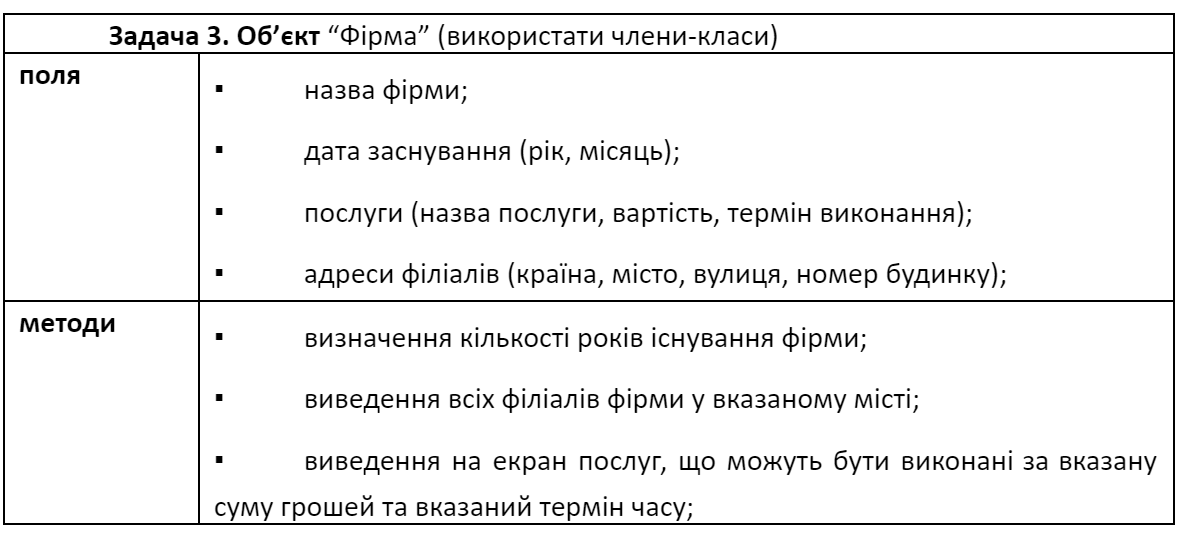 Задача 3. Об’єкт “Фірма” (використати члени-класи)
поля
▪ назва фірми;
▪ дата заснування (рік, місяць);
▪ послуги (назва послуги, вартість, термін виконання);
▪ адреси філіалів (країна, місто, вулиця, номер будинку);
методи
▪ визначення кількості років існування фірми;
▪ виведення всіх філіалів фірми у вказаному місті;
▪ виведення на екран послуг, що можуть бути виконані за вказану
суму грошей та вказаний термін часу;